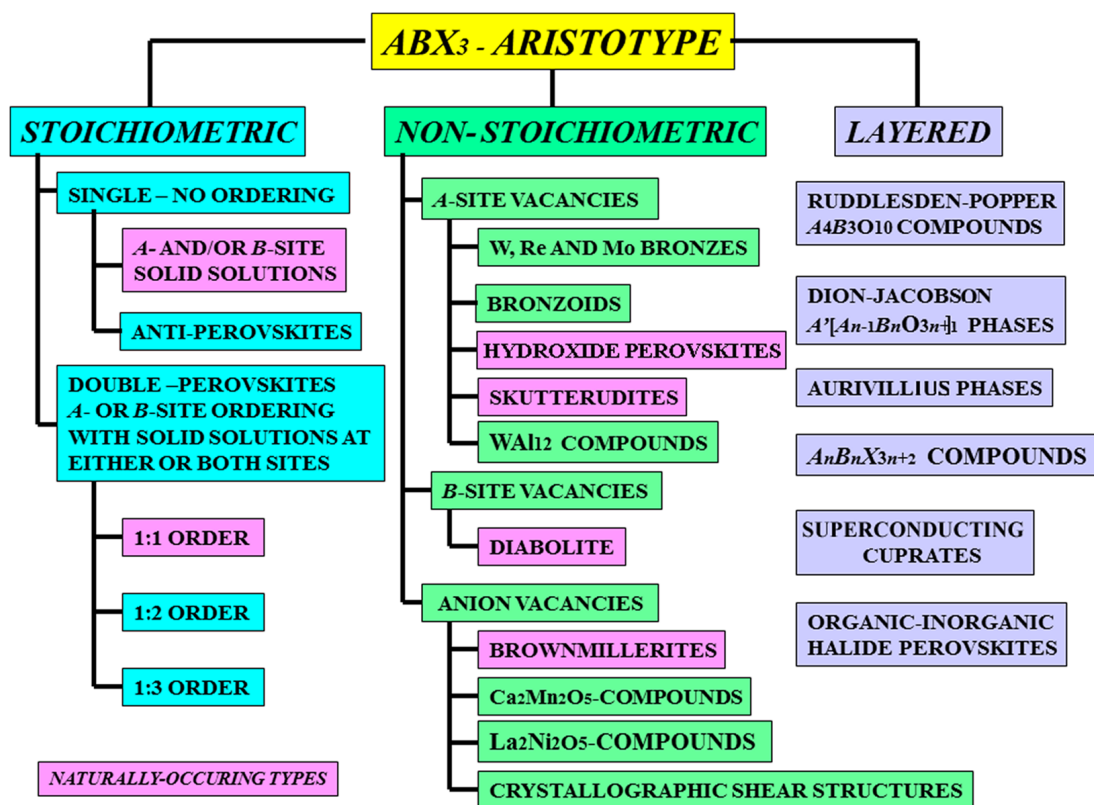 ABX3 - ARISTOTYPE
STOICHIOMETRIC
SINGLE – NO ORDERING
A- AND/OR B-SITE
SOLID SOLUTIONS
ANTI-PEROVSKITES
DOUBLE –PEROVSKITES
A- OR B-SITE ORDERING
WITH SOLID SOLUTIONS AT
EITHER OR BOTH SITES
1:1 ORDER
1:2 ORDER
1:3 ORDER
NATURALLY-OCCURING TYPES
NON- STOICHIOMETRIC
A-SITE VACANCIES
W, Re AND Mo BRONZES
BRONZOIDS
HYDROXIDE PEROVSKITES
SKUTTERUDITES
WAl12 COMPOUNDS
B-SITE VACANCIES
DIABOLITE
ANION VACANCIES
BROWNMILLERITES
Ca2Mn2O5-COMPOUNDS
La2Ni2O5-COMPOUNDS
CRYSTALLOGRAPHIC SHEAR STRUCTURES
LAYERED
RUDDLESDEN-POPPER
A4B3O10 COMPOUNDS
DION-JACOBSON
A'[An-1BnO3n+]1 PHASES
AURIVILLIUS PHASES
AnBnX3n+2 COMPOUNDS
SUPERCONDUCTING
CUPRATES
ORGANIC-INORGANIC
HALIDE PEROVSKITES